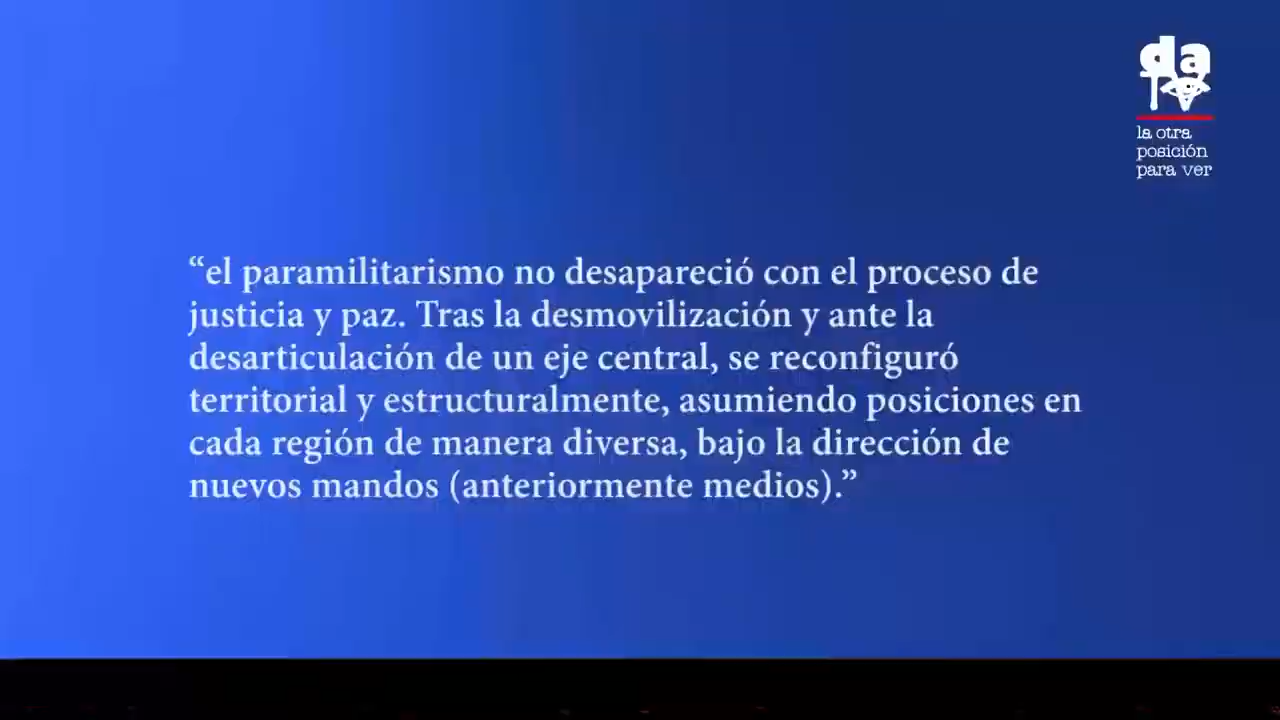 da
la otra
posición
para ver
“el paramilitarismo no desapareció con el proceso de
justicia y paz. Tras la desmovilización y ante la
desarticulación de un eje central, se reconfiguró
territorial y estructuralmente, asumiendo posiciones en
cada región de manera diversa, bajo la dirección de
nuevos mandos (anteriormente medios).”